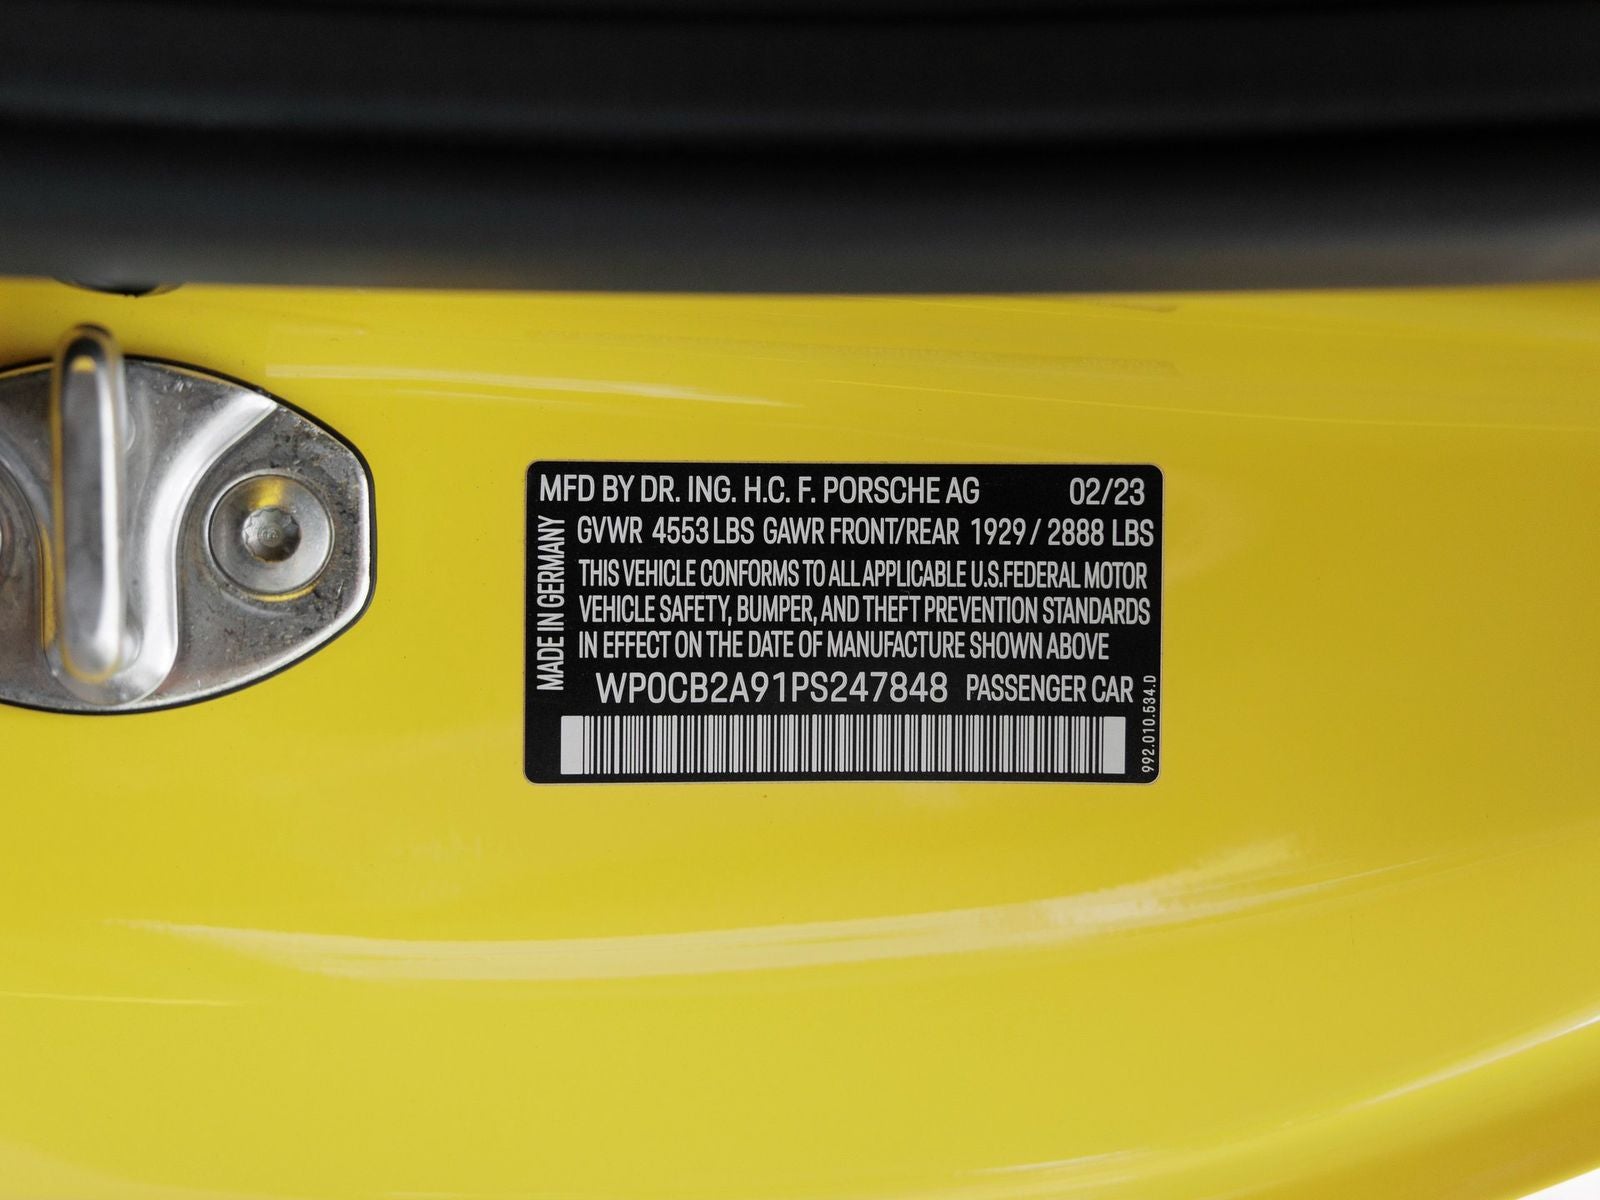 MFD BY DR. ING. H.C. F. PORSCHE AG 02/23
MADE IN GERMANY
GVWR 4553 LBS GAWR FRONT/REAR 1929 / 2888 LBS
THIS VEHICLE CONFORMS TO ALL APPLICABLE U.S.FEDERAL MOTOR
VEHICLE SAFETY, BUMPER, AND THEFT PREVENTION STANDARDS
IN EFFECT ON THE DATE OF MANUFACTURE SHOWN ABOVE
WP0CB2A91PS247848 PASSENGER CAR
992.010.534.D